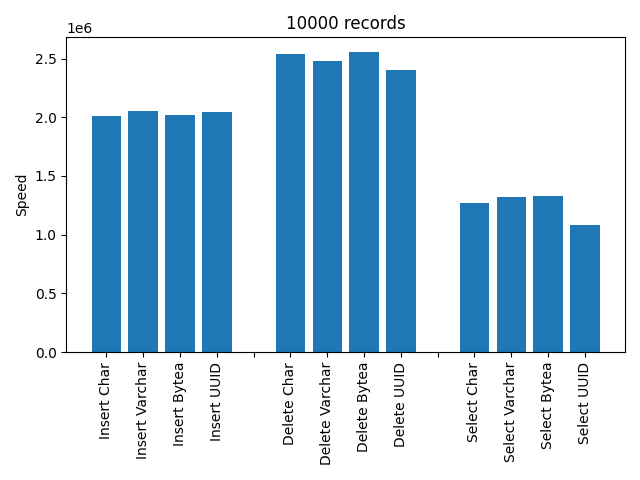 10000 records
1e6
2.5
2.0
1.5
1.0
0.5
0.0
Speed
Insert Char
Insert Varchar
Insert Bytea
Insert UUID
Delete Char
Delete Varchar
Delete Bytea
Delete UUID
Select Char
Select Varchar
Select Bytea
Select UUID